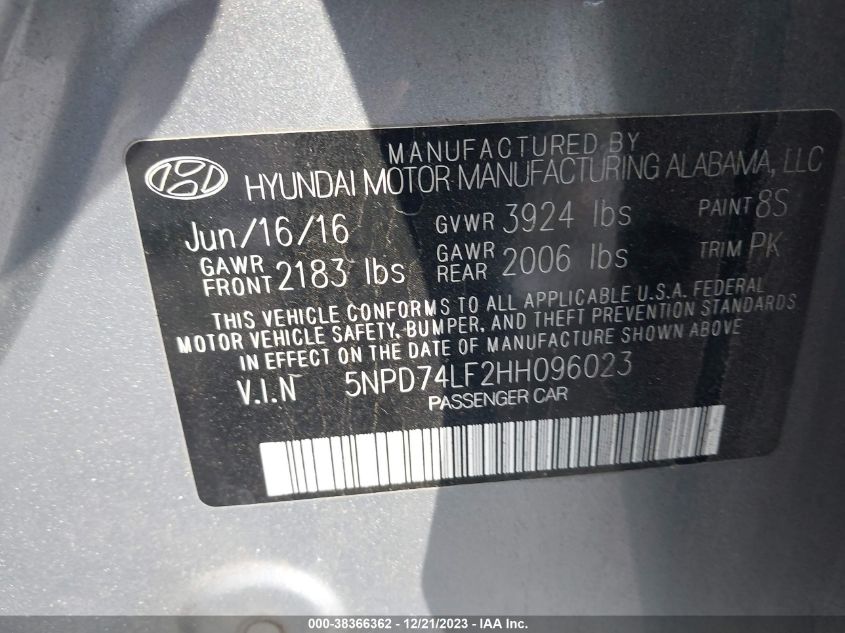 MANUFACTURED BY
HYUNDAI MOTOR MANUFACTURING ALABAMA, LLC
Jun/16/16 GVWR 3924 lbs PAINT 8S
GAWR FRONT 2183 lbs GAWR REAR 2006 lbs TRIM PK
THIS VEHICLE CONFORMS TO ALL APPLICABLE U.S.A. FEDERAL
MOTOR VEHICLE SAFETY, BUMPER, AND THEFT PREVENTION STANDARDS
IN EFFECT ON THE DATE OF MANUFACTURE SHOWN ABOVE
V.I.N 5NPD74LF2HH096023
PASSENGER CAR
000-38366362 - 12/21/2023 - IAA Inc.